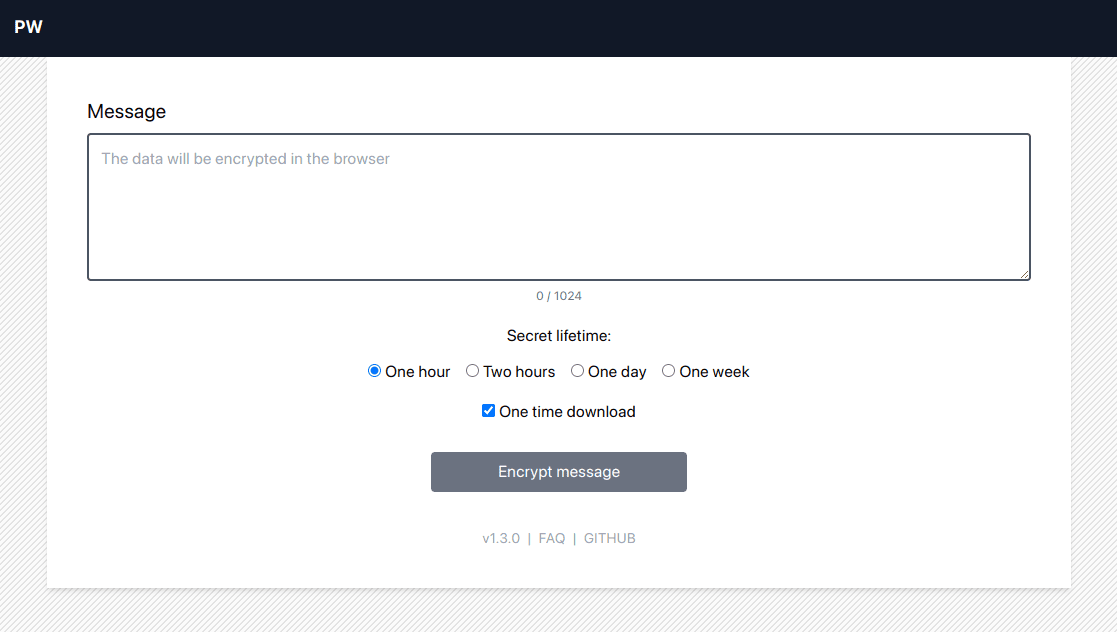 PW
Message
The data will be encrypted in the browser
0 / 1024
Secret lifetime:
One hour Two hours One day One week
One time download
Encrypt message
v1.3.0 | FAQ | GITHUB